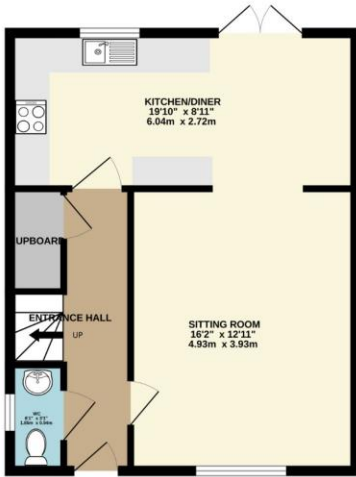 KITCHEN/DINER
19'10" x 8'11"
6.04m x 2.72m
UPBOARD
ENTRANCE HALL
UP
SITTING ROOM
16'2" x 12'11"
4.93m x 3.93m
WC